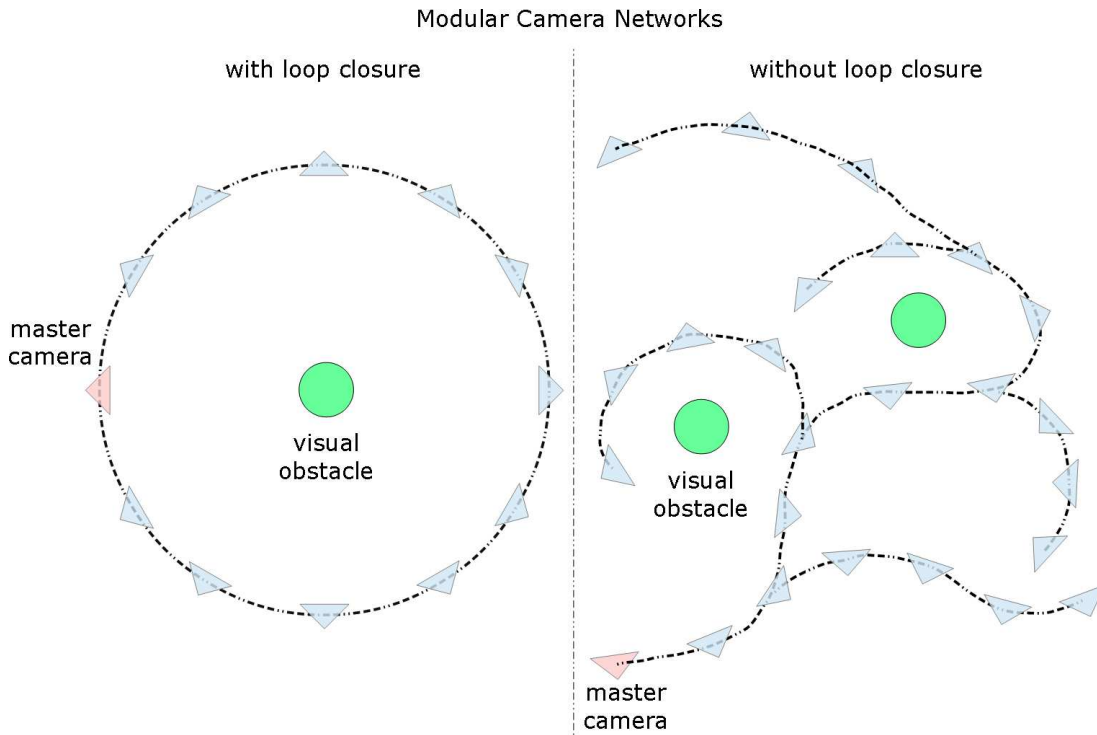 Modular Camera Networks
with loop closure
without loop closure
master
camera
visual
obstacle
visual
obstacle
master
camera